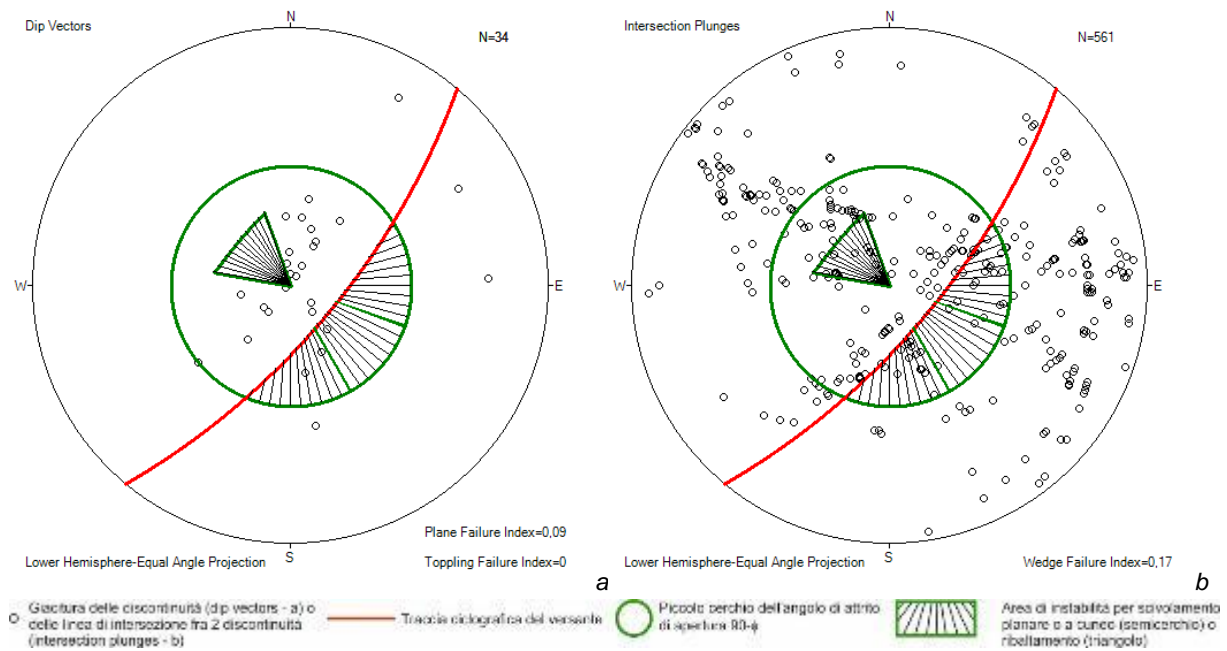 N
Dip Vectors
N=34
W
E
S
Plane Failure Index=0,09
Lower Hemisphere-Equal Angle Projection
Toppling Failure Index=0
a
N
Intersection Plunges
N=561
W
E
S
Lower Hemisphere-Equal Angle Projection
Wedge Failure Index=0,17
b
Giacitura delle discontinuità (dip vectors - a) o
delle linea di intersezione fra 2 discontinuità
(intersection plunges - b)
Traccia ciclografica del versante
Piccolo cerchio dell'angolo di attrito
di apertura 90-ϕ
Area di instabilità per scivolamento
planare o a cuneo (semicerchio) o
ribaltamento (triangolo)